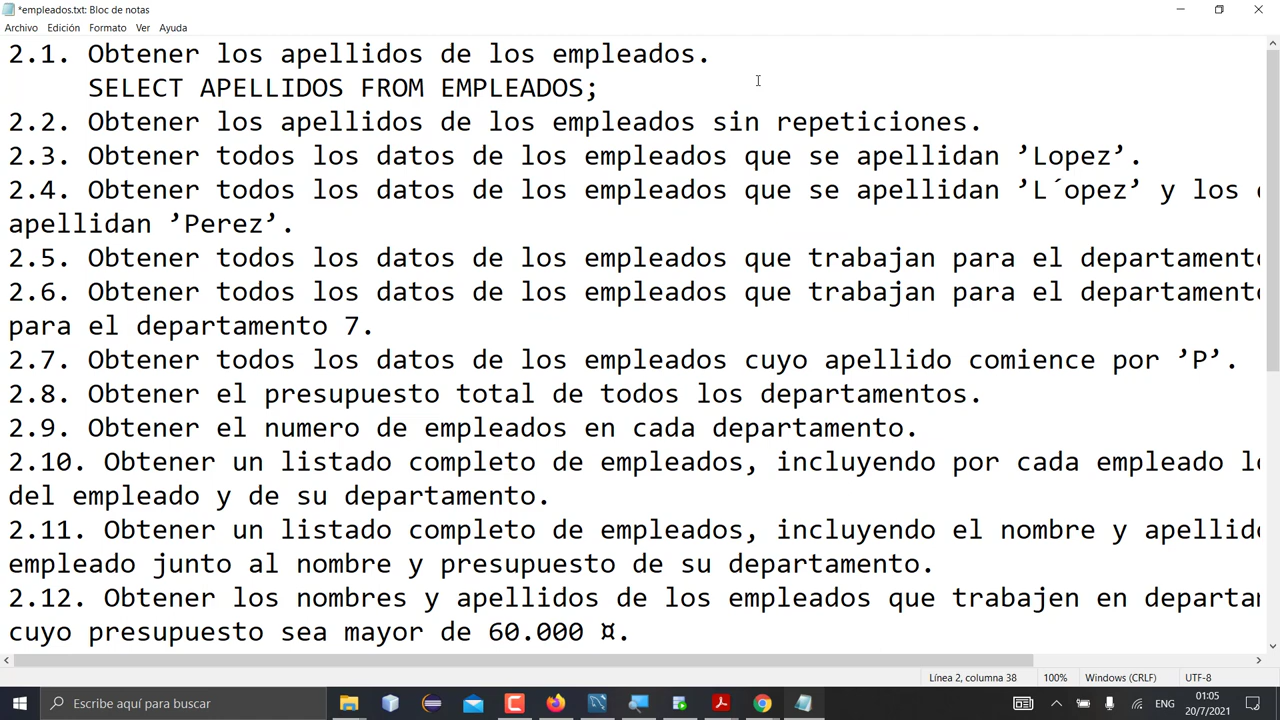 *empleados.txt: Bloc de notas
Archivo Edición Formato Ver Ayuda
2.1. Obtener los apellidos de los empleados.
SELECT APELLIDOS FROM EMPLEADOS;
2.2. Obtener los apellidos de los empleados sin repeticiones.
2.3. Obtener todos los datos de los empleados que se apellidan ’Lopez’.
2.4. Obtener todos los datos de los empleados que se apellidan ’L´opez’ y los
apellidan ’Perez’.
2.5. Obtener todos los datos de los empleados que trabajan para el departamento
2.6. Obtener todos los datos de los empleados que trabajan para el departamento
para el departamento 7.
2.7. Obtener todos los datos de los empleados cuyo apellido comience por ’P’.
2.8. Obtener el presupuesto total de todos los departamentos.
2.9. Obtener el numero de empleados en cada departamento.
2.10. Obtener un listado completo de empleados, incluyendo por cada empleado
del empleado y de su departamento.
2.11. Obtener un listado completo de empleados, incluyendo el nombre y
empleado junto al nombre y presupuesto de su departamento.
2.12. Obtener los nombres y apellidos de los empleados que trabajen en
cuyo presupuesto sea mayor de 60.000 ¤.
Línea 2, columna 38 100% Windows (CRLF) UTF-8
Escribe aquí para buscar
ENG
01:05
20/7/2021